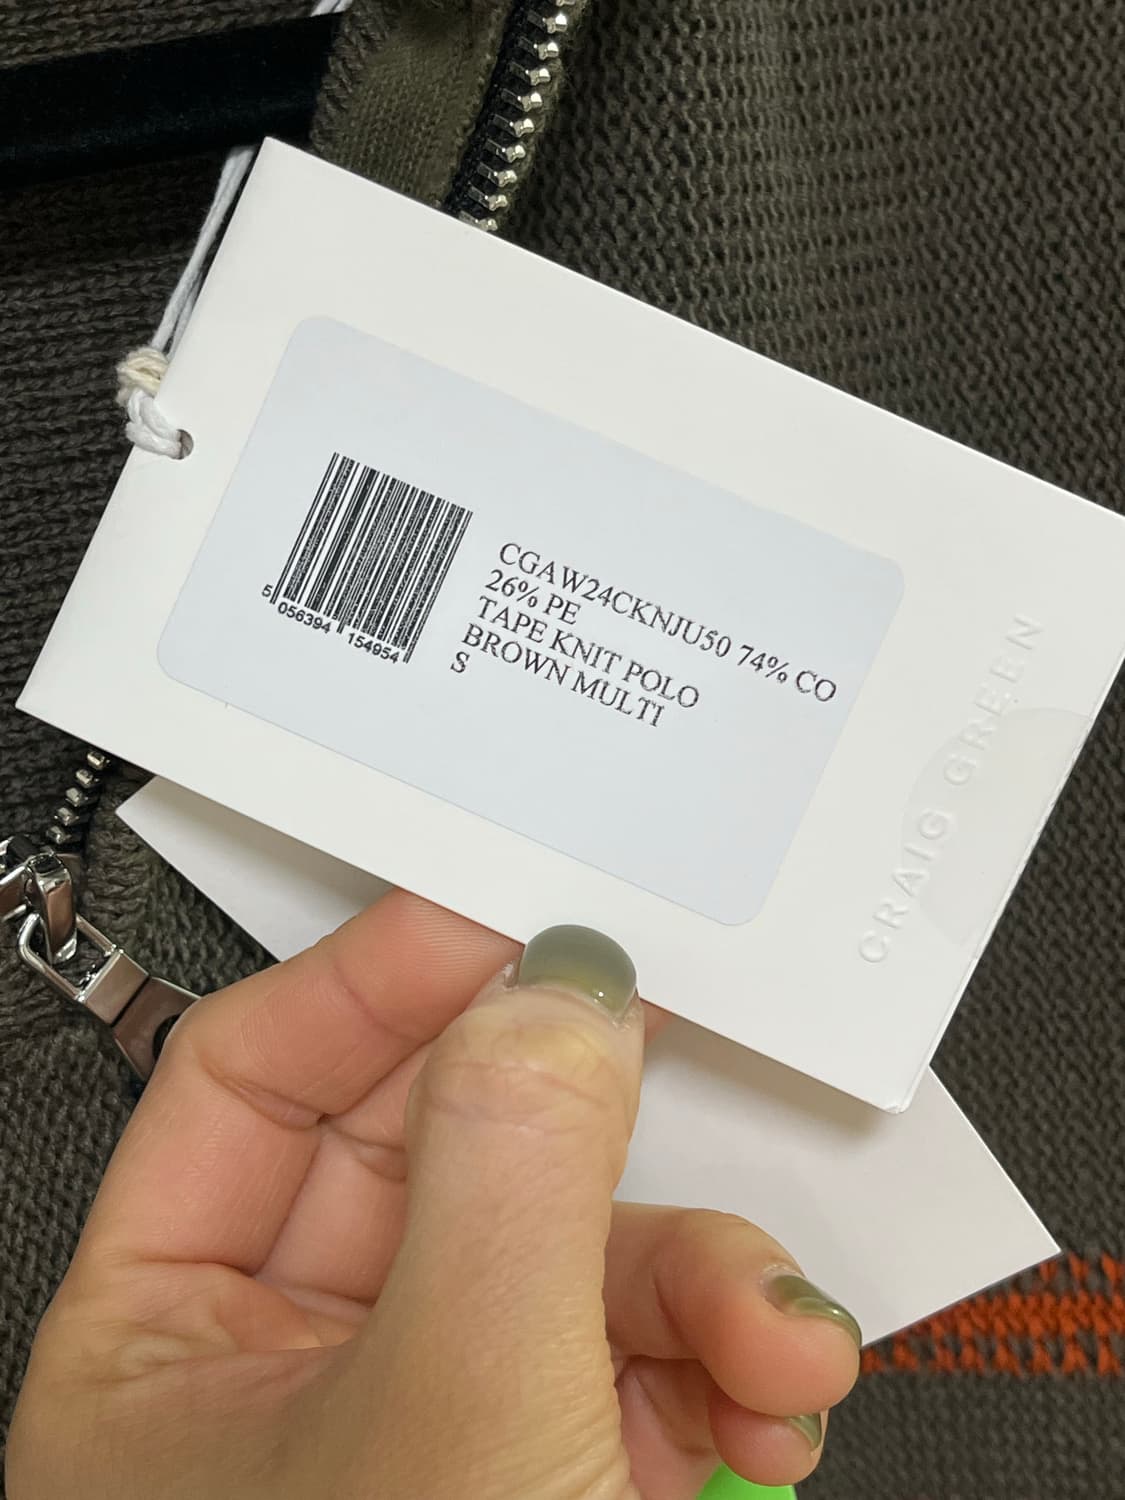 CGAW24CKNJU50 74% CO
26% PE
TAPE KNIT POLO
BROWN MULTI
S
5 056394 154954
CRAIG GREEN